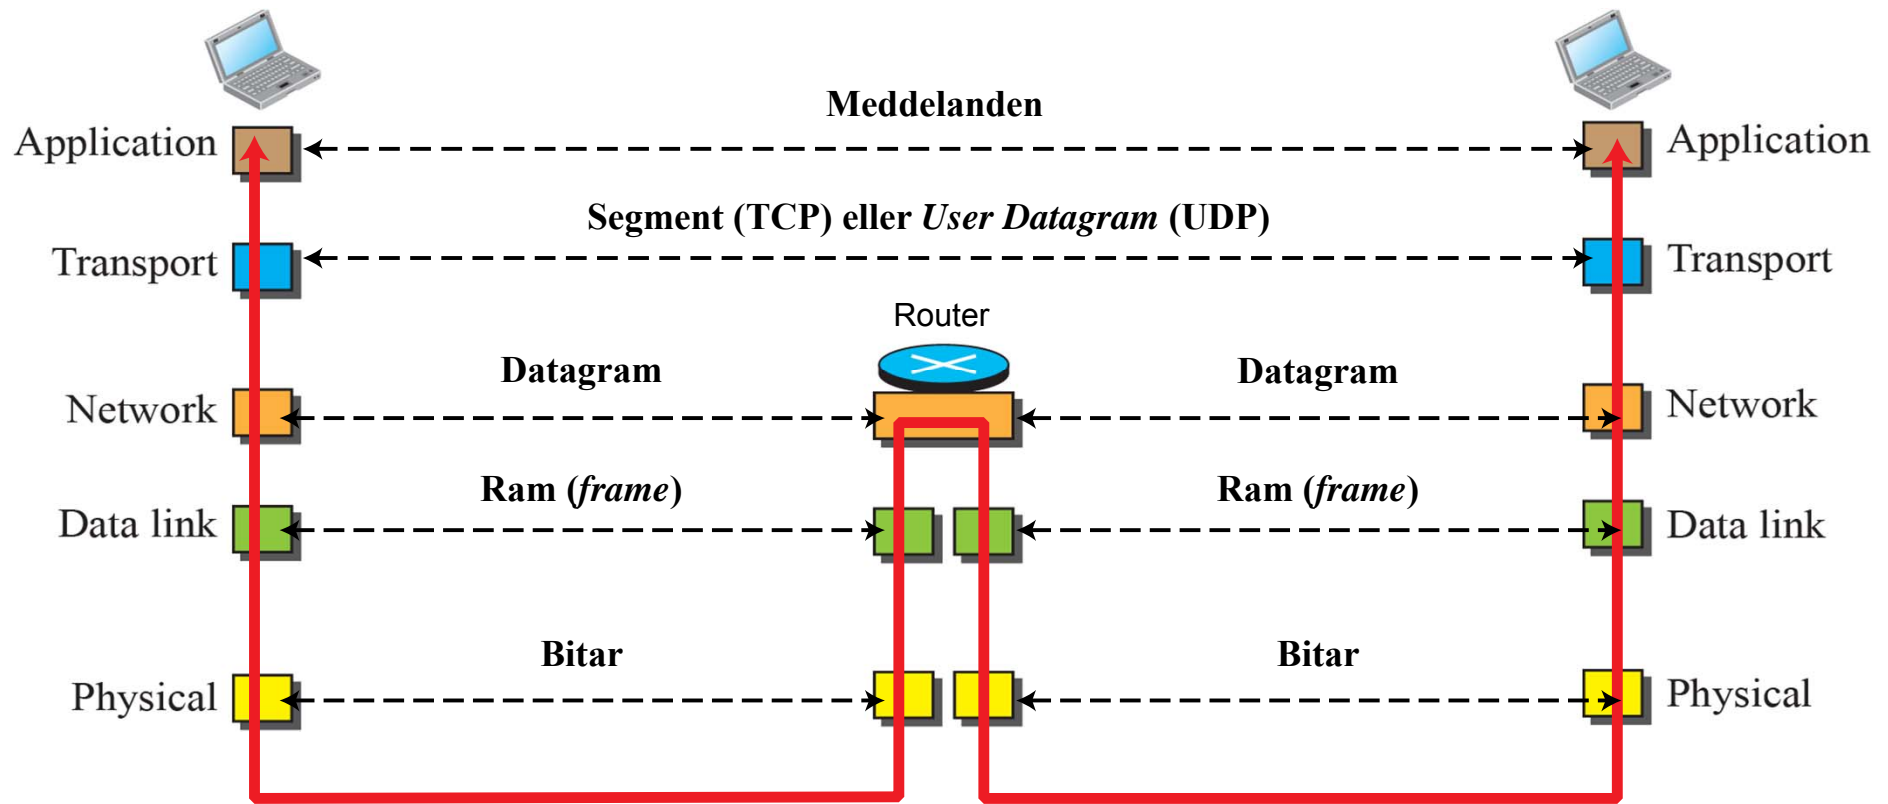 Meddelanden
Application
Application
Segment (TCP) eller User Datagram (UDP)
Transport
Transport
Router
Datagram
Datagram
Network
Network
Ram (frame)
Ram (frame)
Data link
Data link
Bitar
Bitar
Physical
Physical